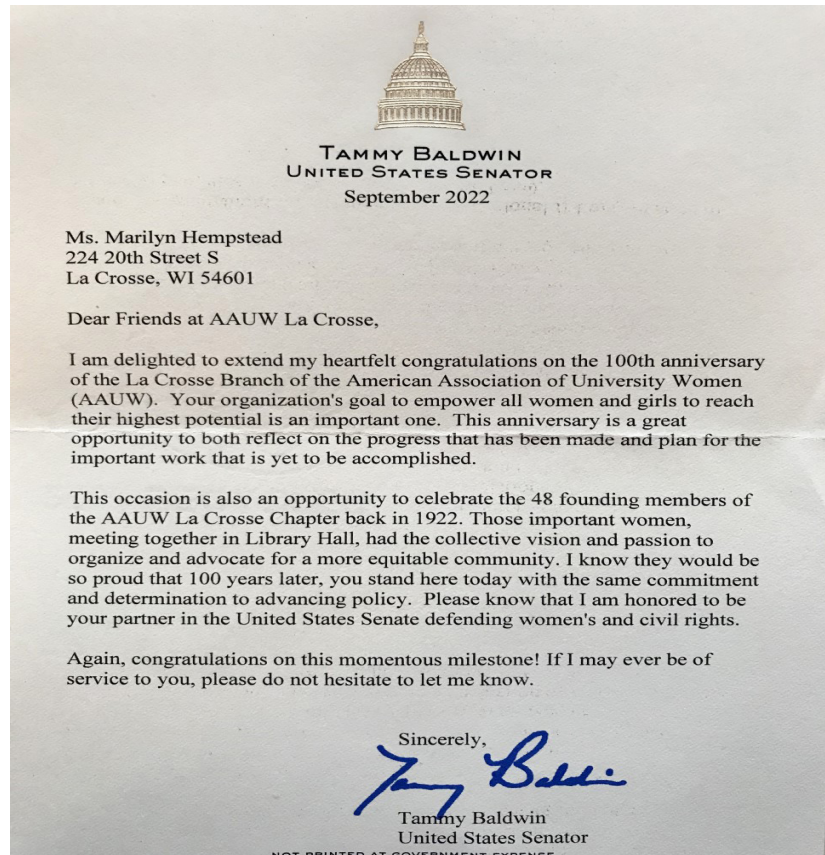 TAMMY BALDWIN
UNITED STATES SENATOR
September 2022
Ms. Marilyn Hempstead
224 20th Street S
La Crosse, WI 54601
Dear Friends at AAUW La Crosse,
I am delighted to extend my heartfelt congratulations on the 100th anniversary
of the La Crosse Branch of the American Association of University Women
(AAUW).  Your organization's goal to empower all women and girls to reach
their highest potential is an important one.  This anniversary is a great
opportunity to both reflect on the progress that has been made and plan for the
important work that is yet to be accomplished.
This occasion is also an opportunity to celebrate the 48 founding members of
the AAUW La Crosse Chapter back in 1922. Those important women,
meeting together in Library Hall, had the collective vision and passion to
organize and advocate for a more equitable community. I know they would be
so proud that 100 years later, you stand here today with the same commitment
and determination to advancing policy.  Please know that I am honored to be
your partner in the United States Senate defending women's and civil rights.
Again, congratulations on this momentous milestone! If I may ever be of
service to you, please do not hesitate to let me know.
Sincerely,
Tammy Baldwin
Tammy Baldwin
United States Senator
NOT PRINTED AT GOVERNMENT EXPENSE